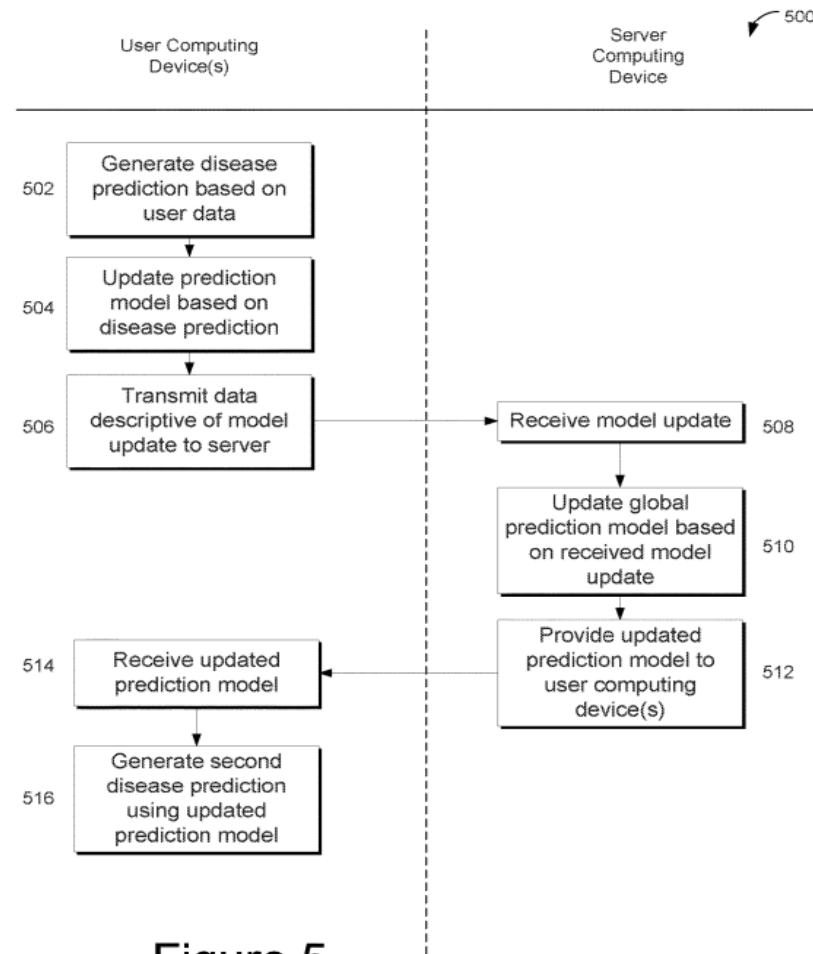 500
User Computing
Device(s)
Server
Computing
Device
502
Generate disease
prediction based on
user data
504
Update prediction
model based on
disease prediction
506
Transmit data
descriptive of model
update to server
Receive model update
508
Update global
prediction model based
on received model
update
510
Provide updated
prediction model to
user computing
device(s)
512
514
Receive updated
prediction model
516
Generate second
disease prediction
using updated
prediction model
Figure 5